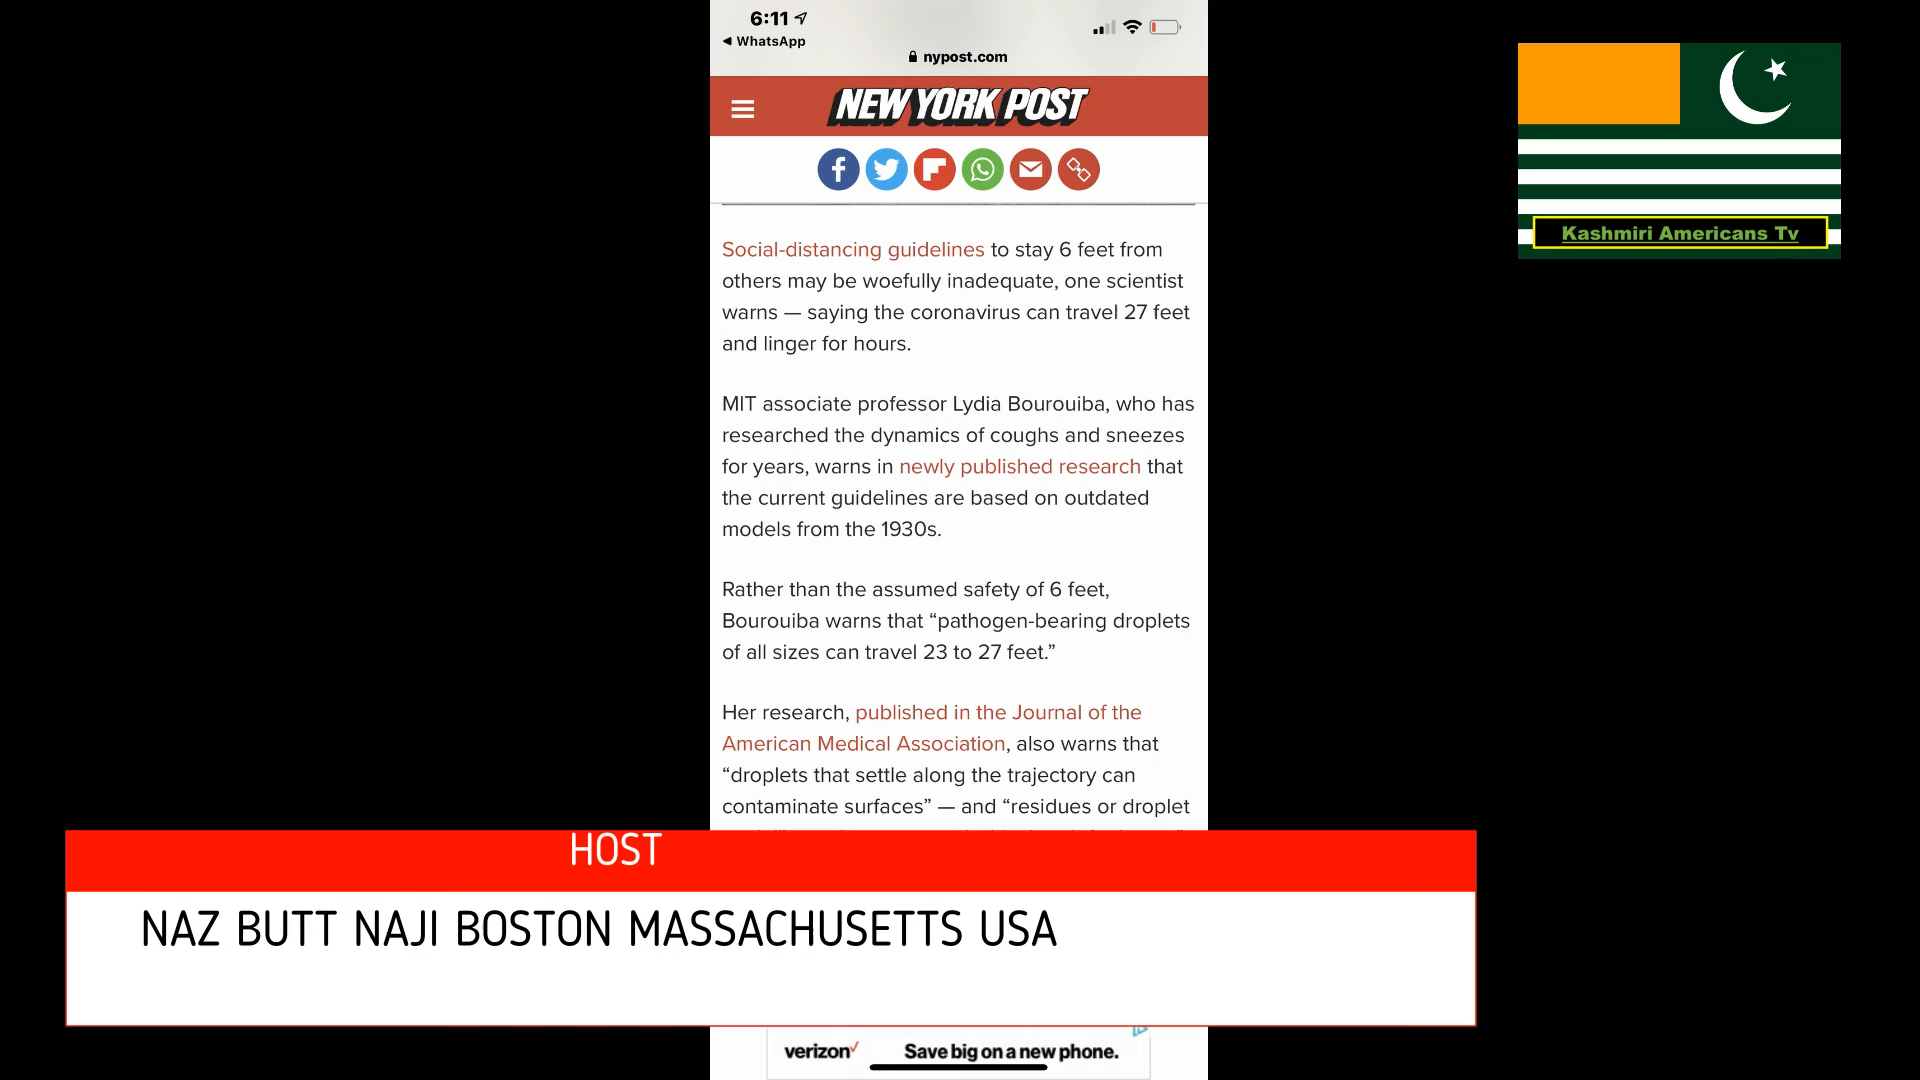 6:11
WhatsApp
nypost.com
NEW YORK POST
Social-distancing guidelines to stay 6 feet from
others may be woefully inadequate, one scientist
warns — saying the coronavirus can travel 27 feet
and linger for hours.
MIT associate professor Lydia Bourouiba, who has
researched the dynamics of coughs and sneezes
for years, warns in newly published research that
the current guidelines are based on outdated
models from the 1930s.
Rather than the assumed safety of 6 feet,
Bourouiba warns that “pathogen-bearing droplets
of all sizes can travel 23 to 27 feet.”
Her research, published in the Journal of the
American Medical Association, also warns that
“droplets that settle along the trajectory can
contaminate surfaces” — and “residues or droplet
Kashmiri Americans Tv
HOST
NAZ BUTT NAJI BOSTON MASSACHUSETTS USA
verizon
Save big on a new phone.